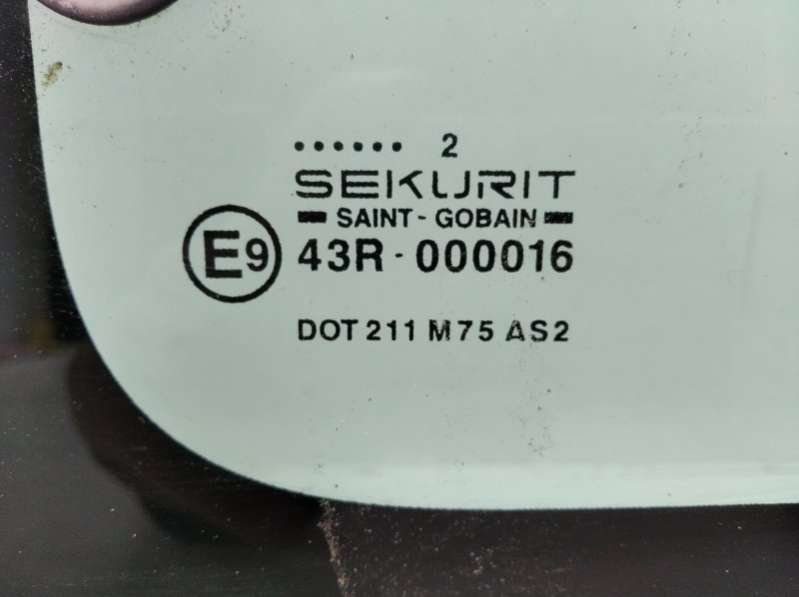 ...... 2
SEKURIT
SAINT - GOBAIN
E9 43R - 000016
DOT 211 M75 AS2